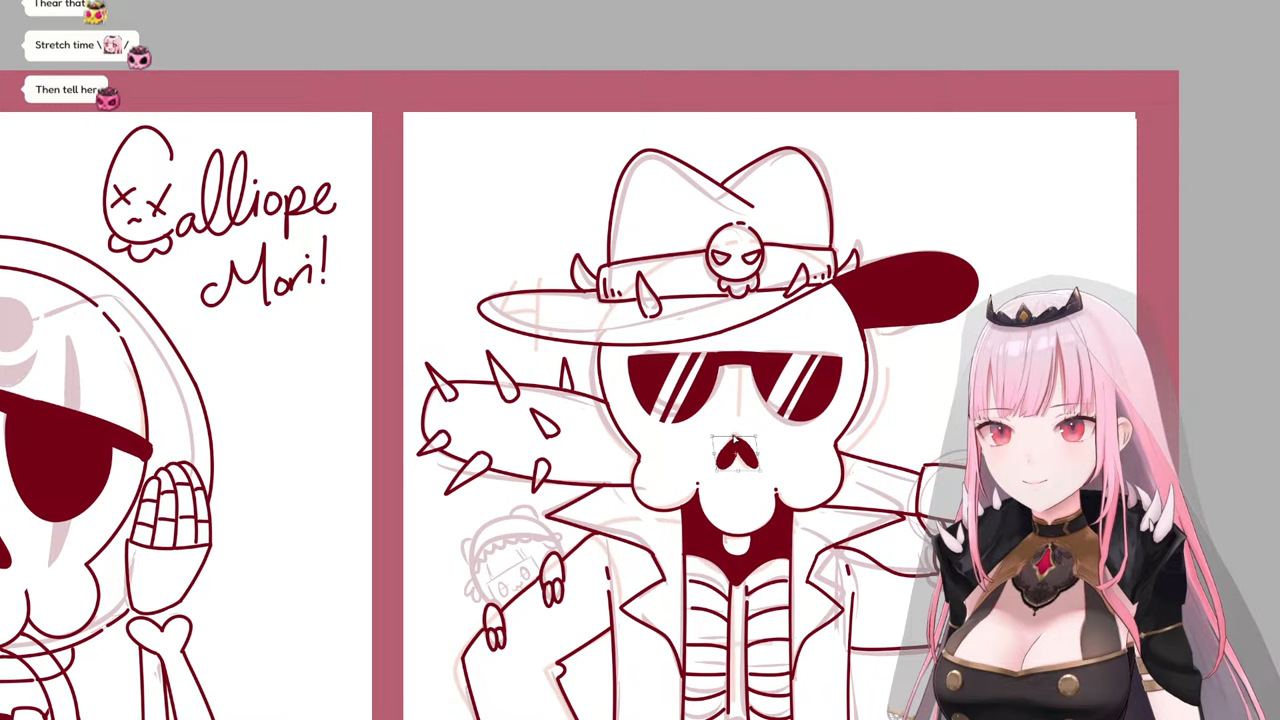 I hear that
Stretch time \ /
Then tell her
Calliope
Mori!